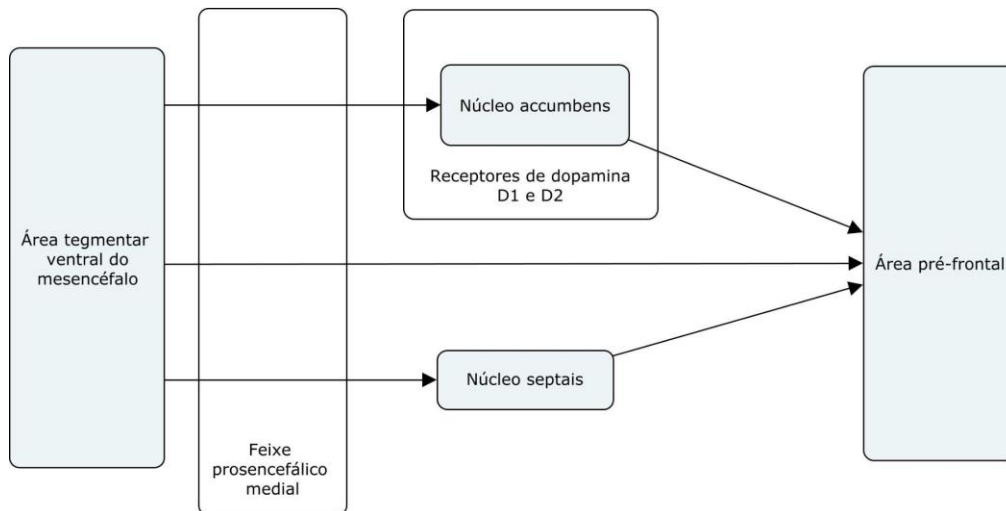 Área tegmentar
ventral do
mesencéfalo
Feixe
prosencefálico
medial
Núcleo accumbens
Receptores de dopamina
D1 e D2
Núcleo septais
Área pré-frontal